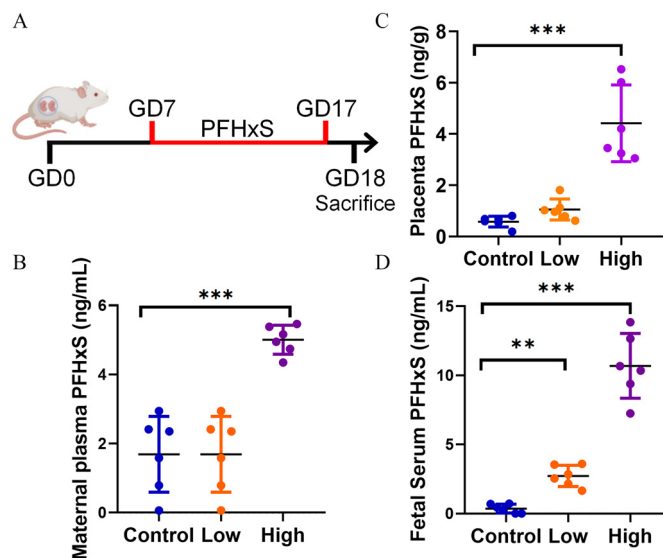 A
GD7
GD17
PFHxS
GD0
GD18
Sacrifice
B
Maternal plasma PFHxS (ng/mL)
6
4
2
0
***
Control
Low
High
C
Placenta PFHxS (ng/g)
8
6
4
2
0
***
Control
Low
High
D
Fetal Serum PFHxS (ng/mL)
15
10
5
0
***
**
Control
Low
High